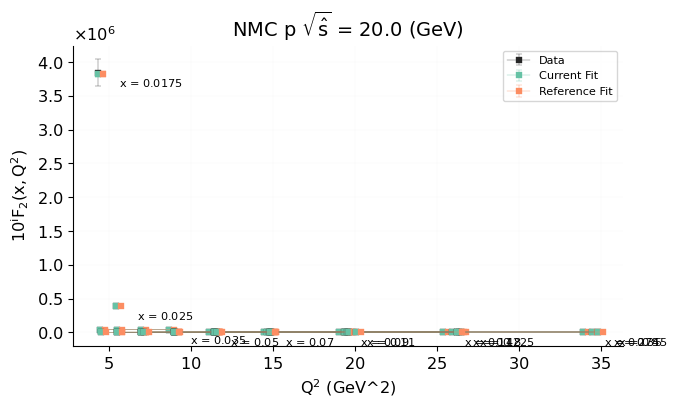 NMC p √ŝ = 20.0 (GeV)
×10⁶
Data
Current Fit
Reference Fit
4.0
3.5
3.0
2.5
2.0
1.5
1.0
0.5
0.0
10ⁱF₂(x,Q²)
x = 0.0175
x = 0.025
x = 0.035
x = 0.05
x = 0.07
5
10
15
20
25
30
35
Q² (GeV^2)